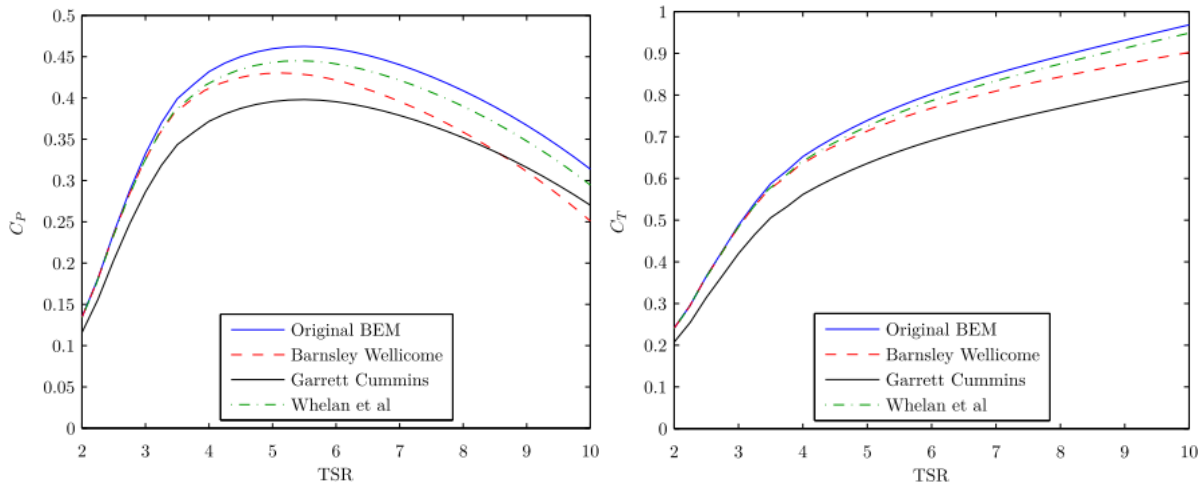 0.5
0.45
0.4
0.35
0.3
0.25
0.2
0.15
0.1
0.05
0
C_P
2 3 4 5 6 7 8 9 10
TSR
Original BEM
Barnsley Wellicome
Garrett Cummins
Whelan et al
1
0.9
0.8
0.7
0.6
0.5
0.4
0.3
0.2
0.1
0
C_T
2 3 4 5 6 7 8 9 10
TSR
Original BEM
Barnsley Wellicome
Garrett Cummins
Whelan et al